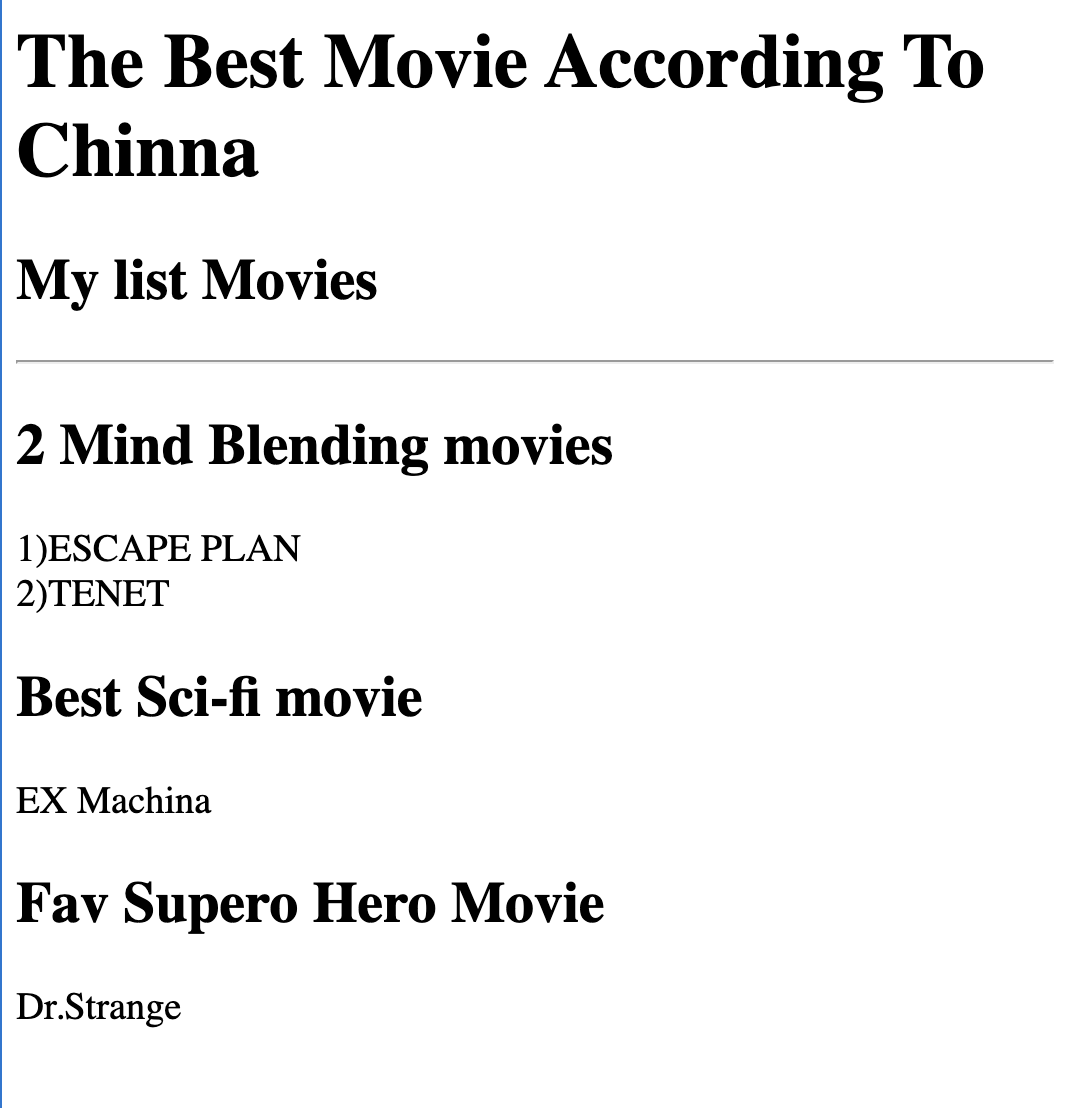 The Best Movie According To
Chinna
My list Movies
2 Mind Blending movies
1)ESCAPE PLAN
2)TENET
Best Sci-fi movie
EX Machina
Fav Supero Hero Movie
Dr.Strange